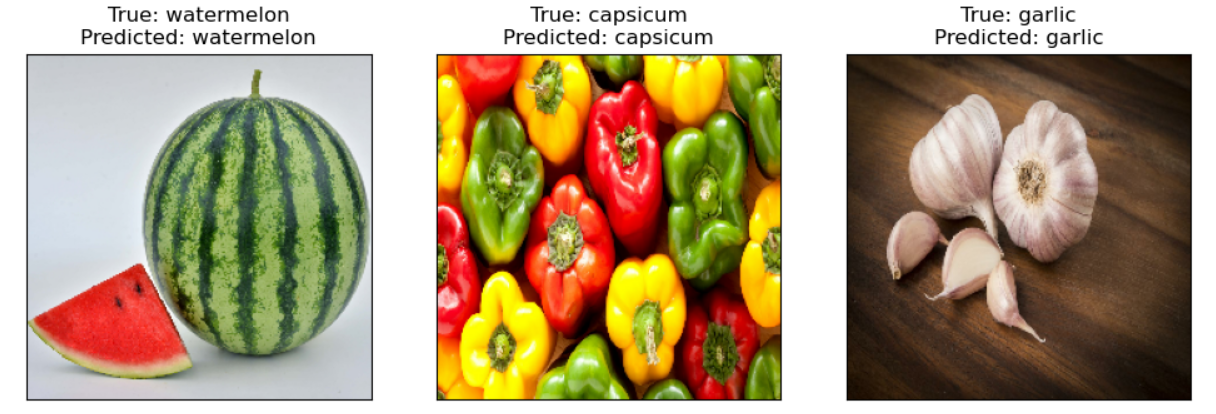 True: watermelon
Predicted: watermelon
True: capsicum
Predicted: capsicum
True: garlic
Predicted: garlic